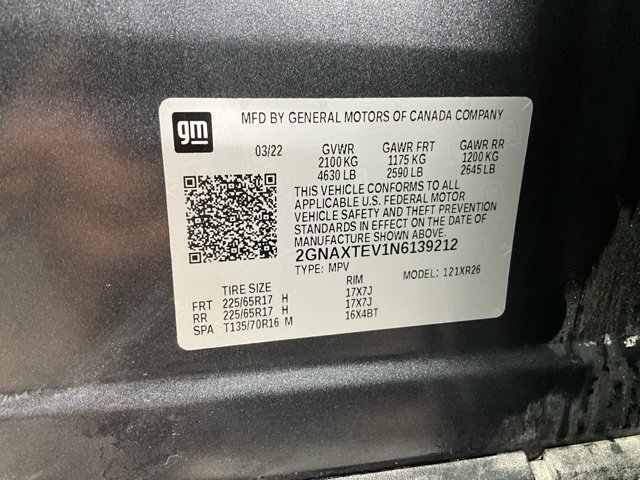 gm
MFD BY GENERAL MOTORS OF CANADA COMPANY
03/22 GVWR GAWR FRT GAWR RR
2100 KG 1175 KG 1200 KG
4630 LB 2590 LB 2645 LB
THIS VEHICLE CONFORMS TO ALL
APPLICABLE U.S. FEDERAL MOTOR
VEHICLE SAFETY AND THEFT PREVENTION
STANDARDS IN EFFECT ON THE DATE OF
MANUFACTURE SHOWN ABOVE.
2GNAXTEV1N6139212
TYPE: MPV MODEL: 121XR26
TIRE SIZE RIM
FRT 225/65R17 H 17X7J
RR 225/65R17 H 17X7J
SPA T135/70R16 M 16X4BT